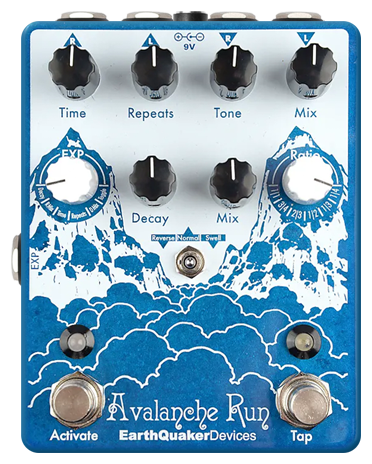 R L R L
9V
Time Repeats Tone Mix
EXP Ratio
Decay Mix
Reverse Normal Swell
EXP
Avalanche Run
Activate EarthQuakerDevices Tap